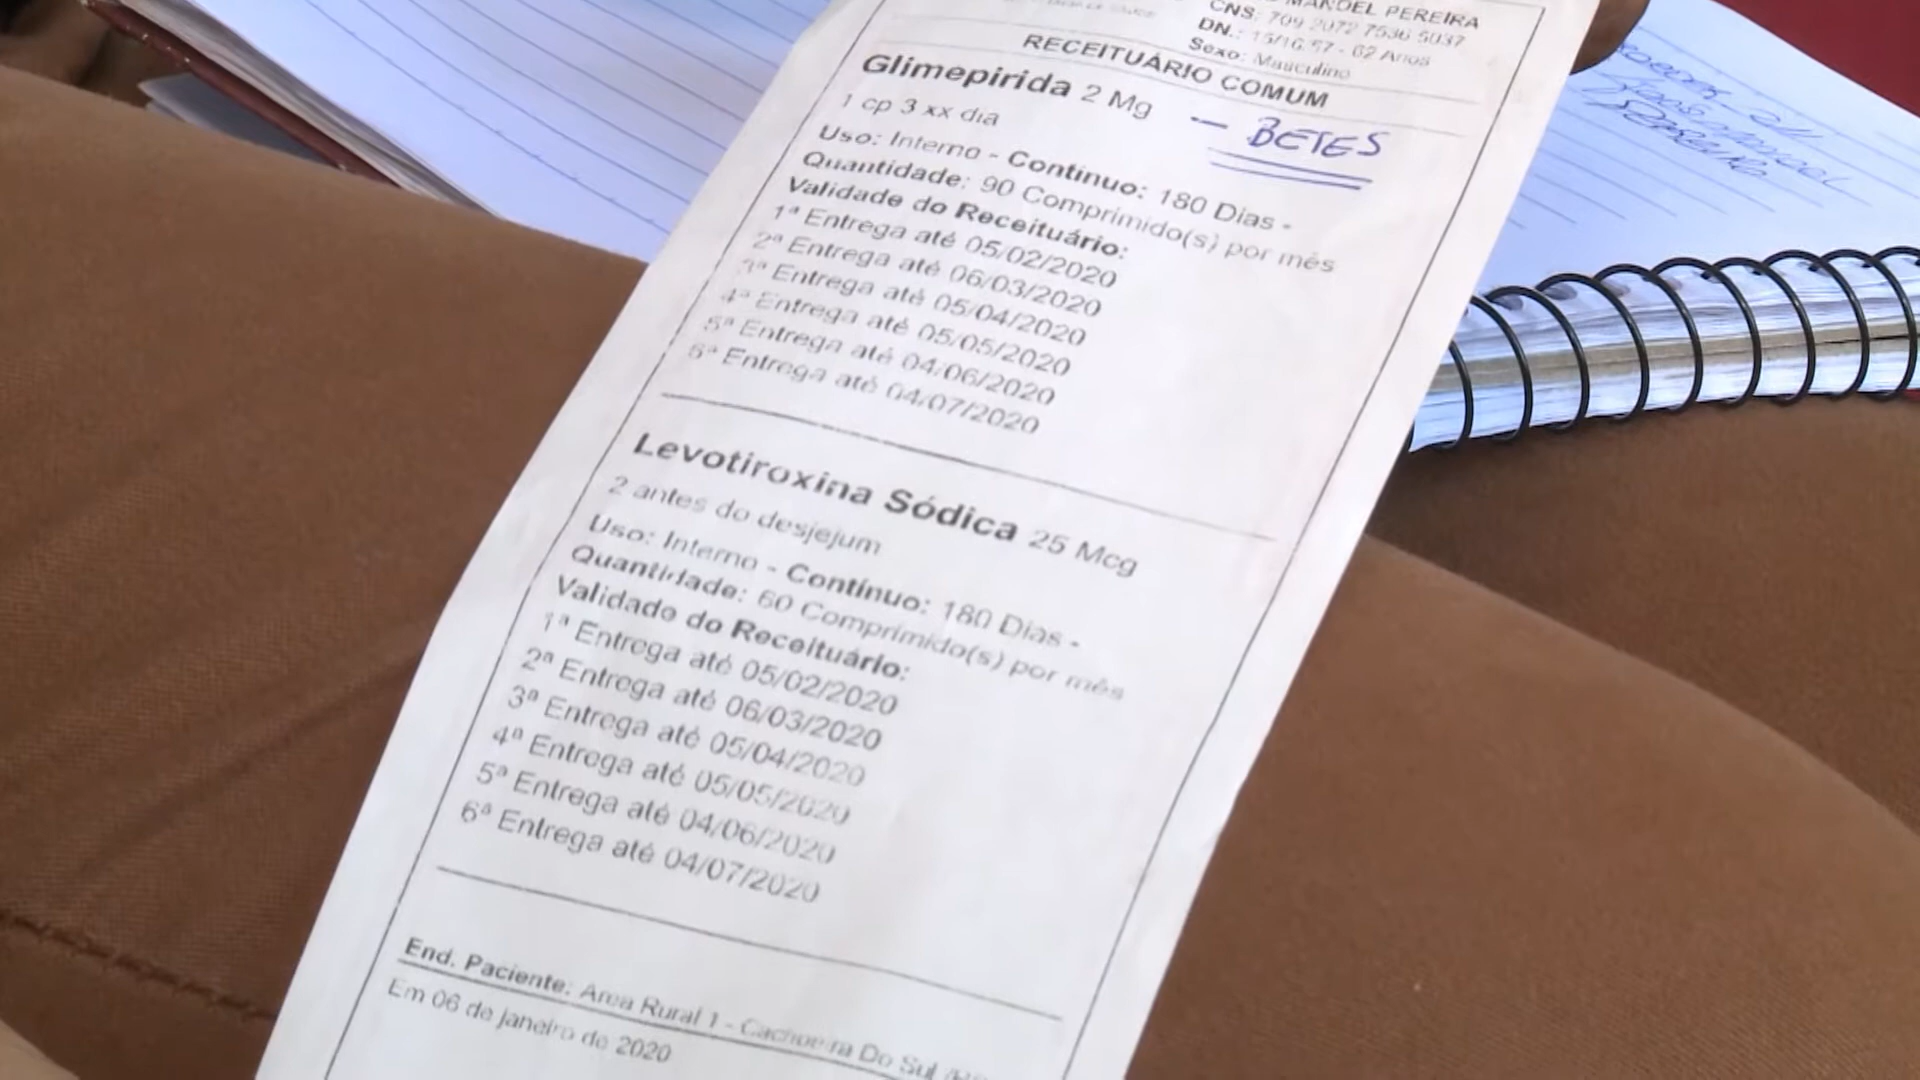 MANOEL PEREIRA
CNS: 709 2072 7536 5037
DN.: 15/10/57 - 62 Anos
Sexo: Masculino
RECEITUÁRIO COMUM
Glimepirida 2 Mg
1 cp 3 xx dia
- BETES
Uso: Interno - Contínuo: 180 Dias -
Quantidade: 90 Comprimido(s) por mês
Validade do Receituário:
1ª Entrega até 05/02/2020
2ª Entrega até 06/03/2020
3ª Entrega até 05/04/2020
4ª Entrega até 05/05/2020
5ª Entrega até 04/06/2020
6ª Entrega até 04/07/2020
Levotiroxina Sódica 25 Mcg
2 antes do desjejum
Uso: Interno - Contínuo: 180 Dias -
Quantidade: 60 Comprimido(s) por mês
Validade do Receituário:
1ª Entrega até 05/02/2020
2ª Entrega até 06/03/2020
3ª Entrega até 05/04/2020
4ª Entrega até 05/05/2020
5ª Entrega até 04/06/2020
6ª Entrega até 04/07/2020
End. Paciente: Area Rural 1 - Cachoeira Do Sul /RS
Em 06 de janeiro de 2020